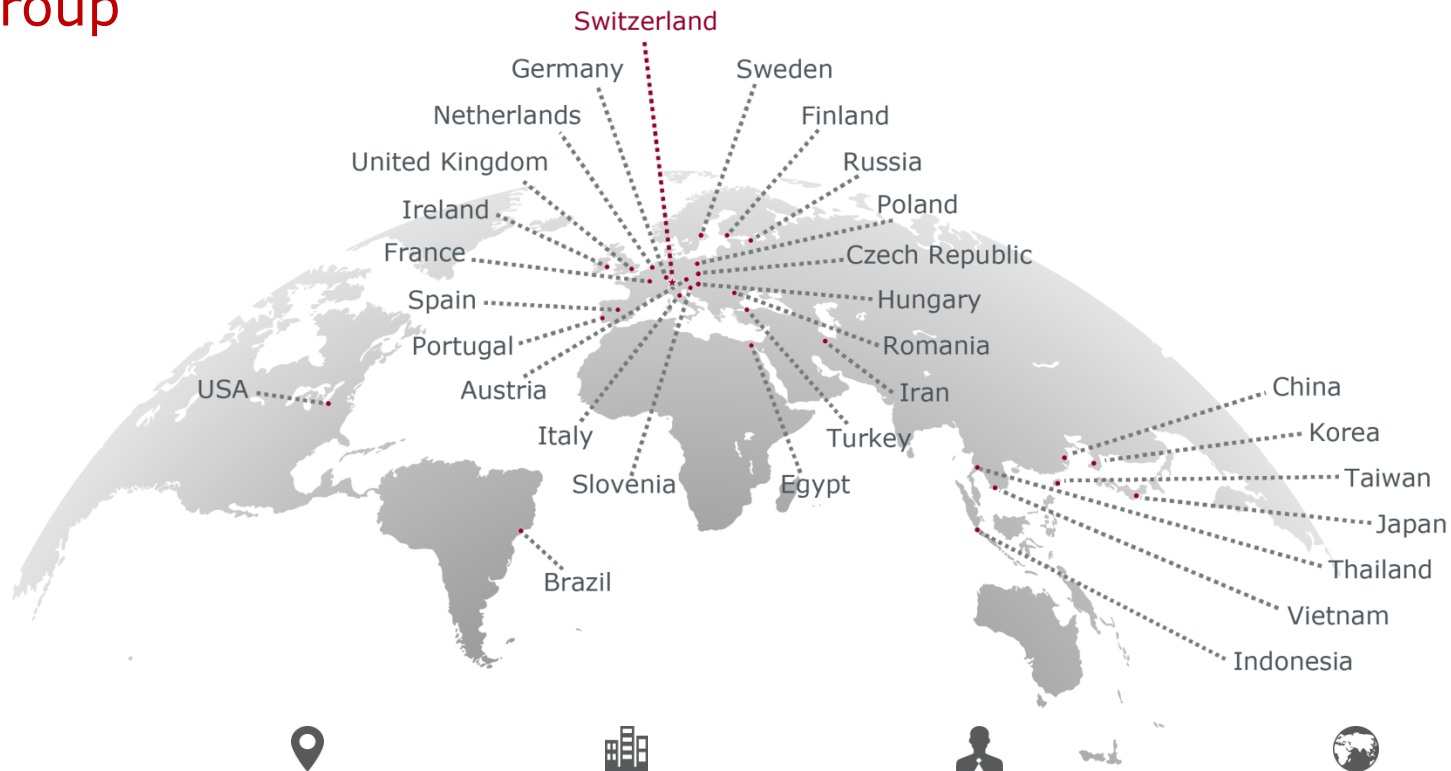 roup
Switzerland
Germany
Sweden
Netherlands
Finland
United Kingdom
Russia
Ireland
Poland
France
Czech Republic
Spain
Hungary
Portugal
Romania
USA
Austria
Iran
China
Italy
Turkey
Korea
Slovenia
Egypt
Taiwan
Japan
Brazil
Thailand
Vietnam
Indonesia